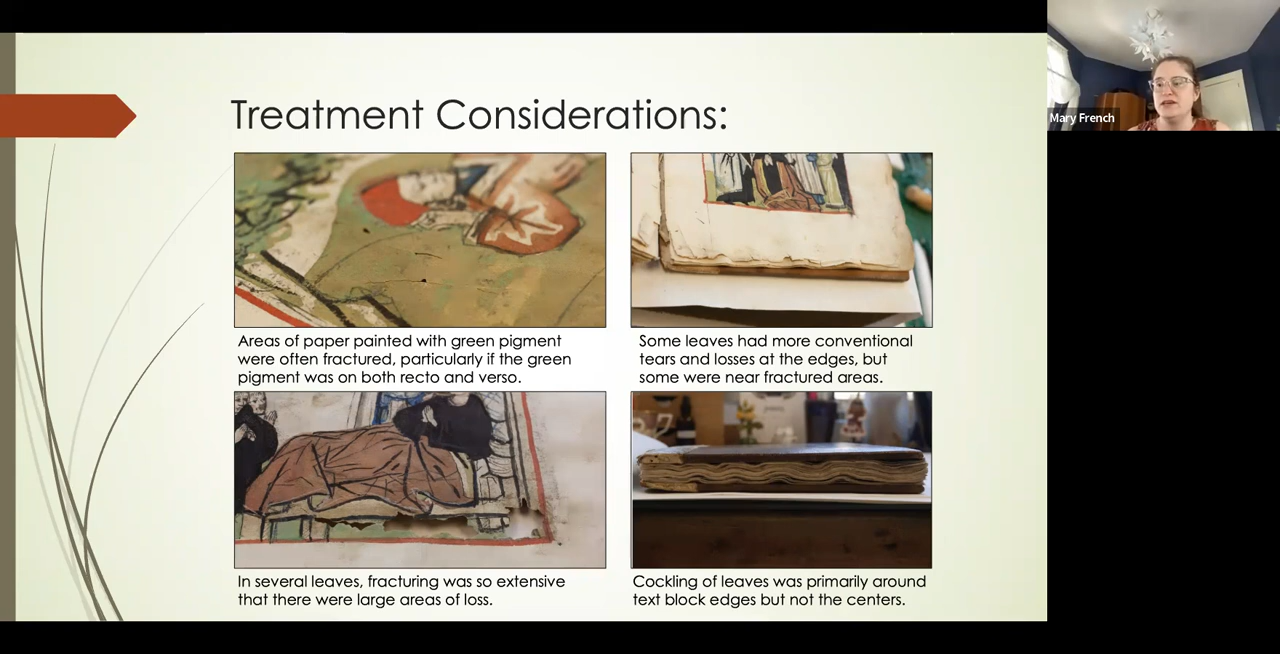 Treatment Considerations:
Mary French
Areas of paper painted with green pigment
were often fractured, particularly if the green
pigment was on both recto and verso.
Some leaves had more conventional
tears and losses at the edges, but
some were near fractured areas.
In several leaves, fracturing was so extensive
that there were large areas of loss.
Cockling of leaves was primarily around
text block edges but not the centers.